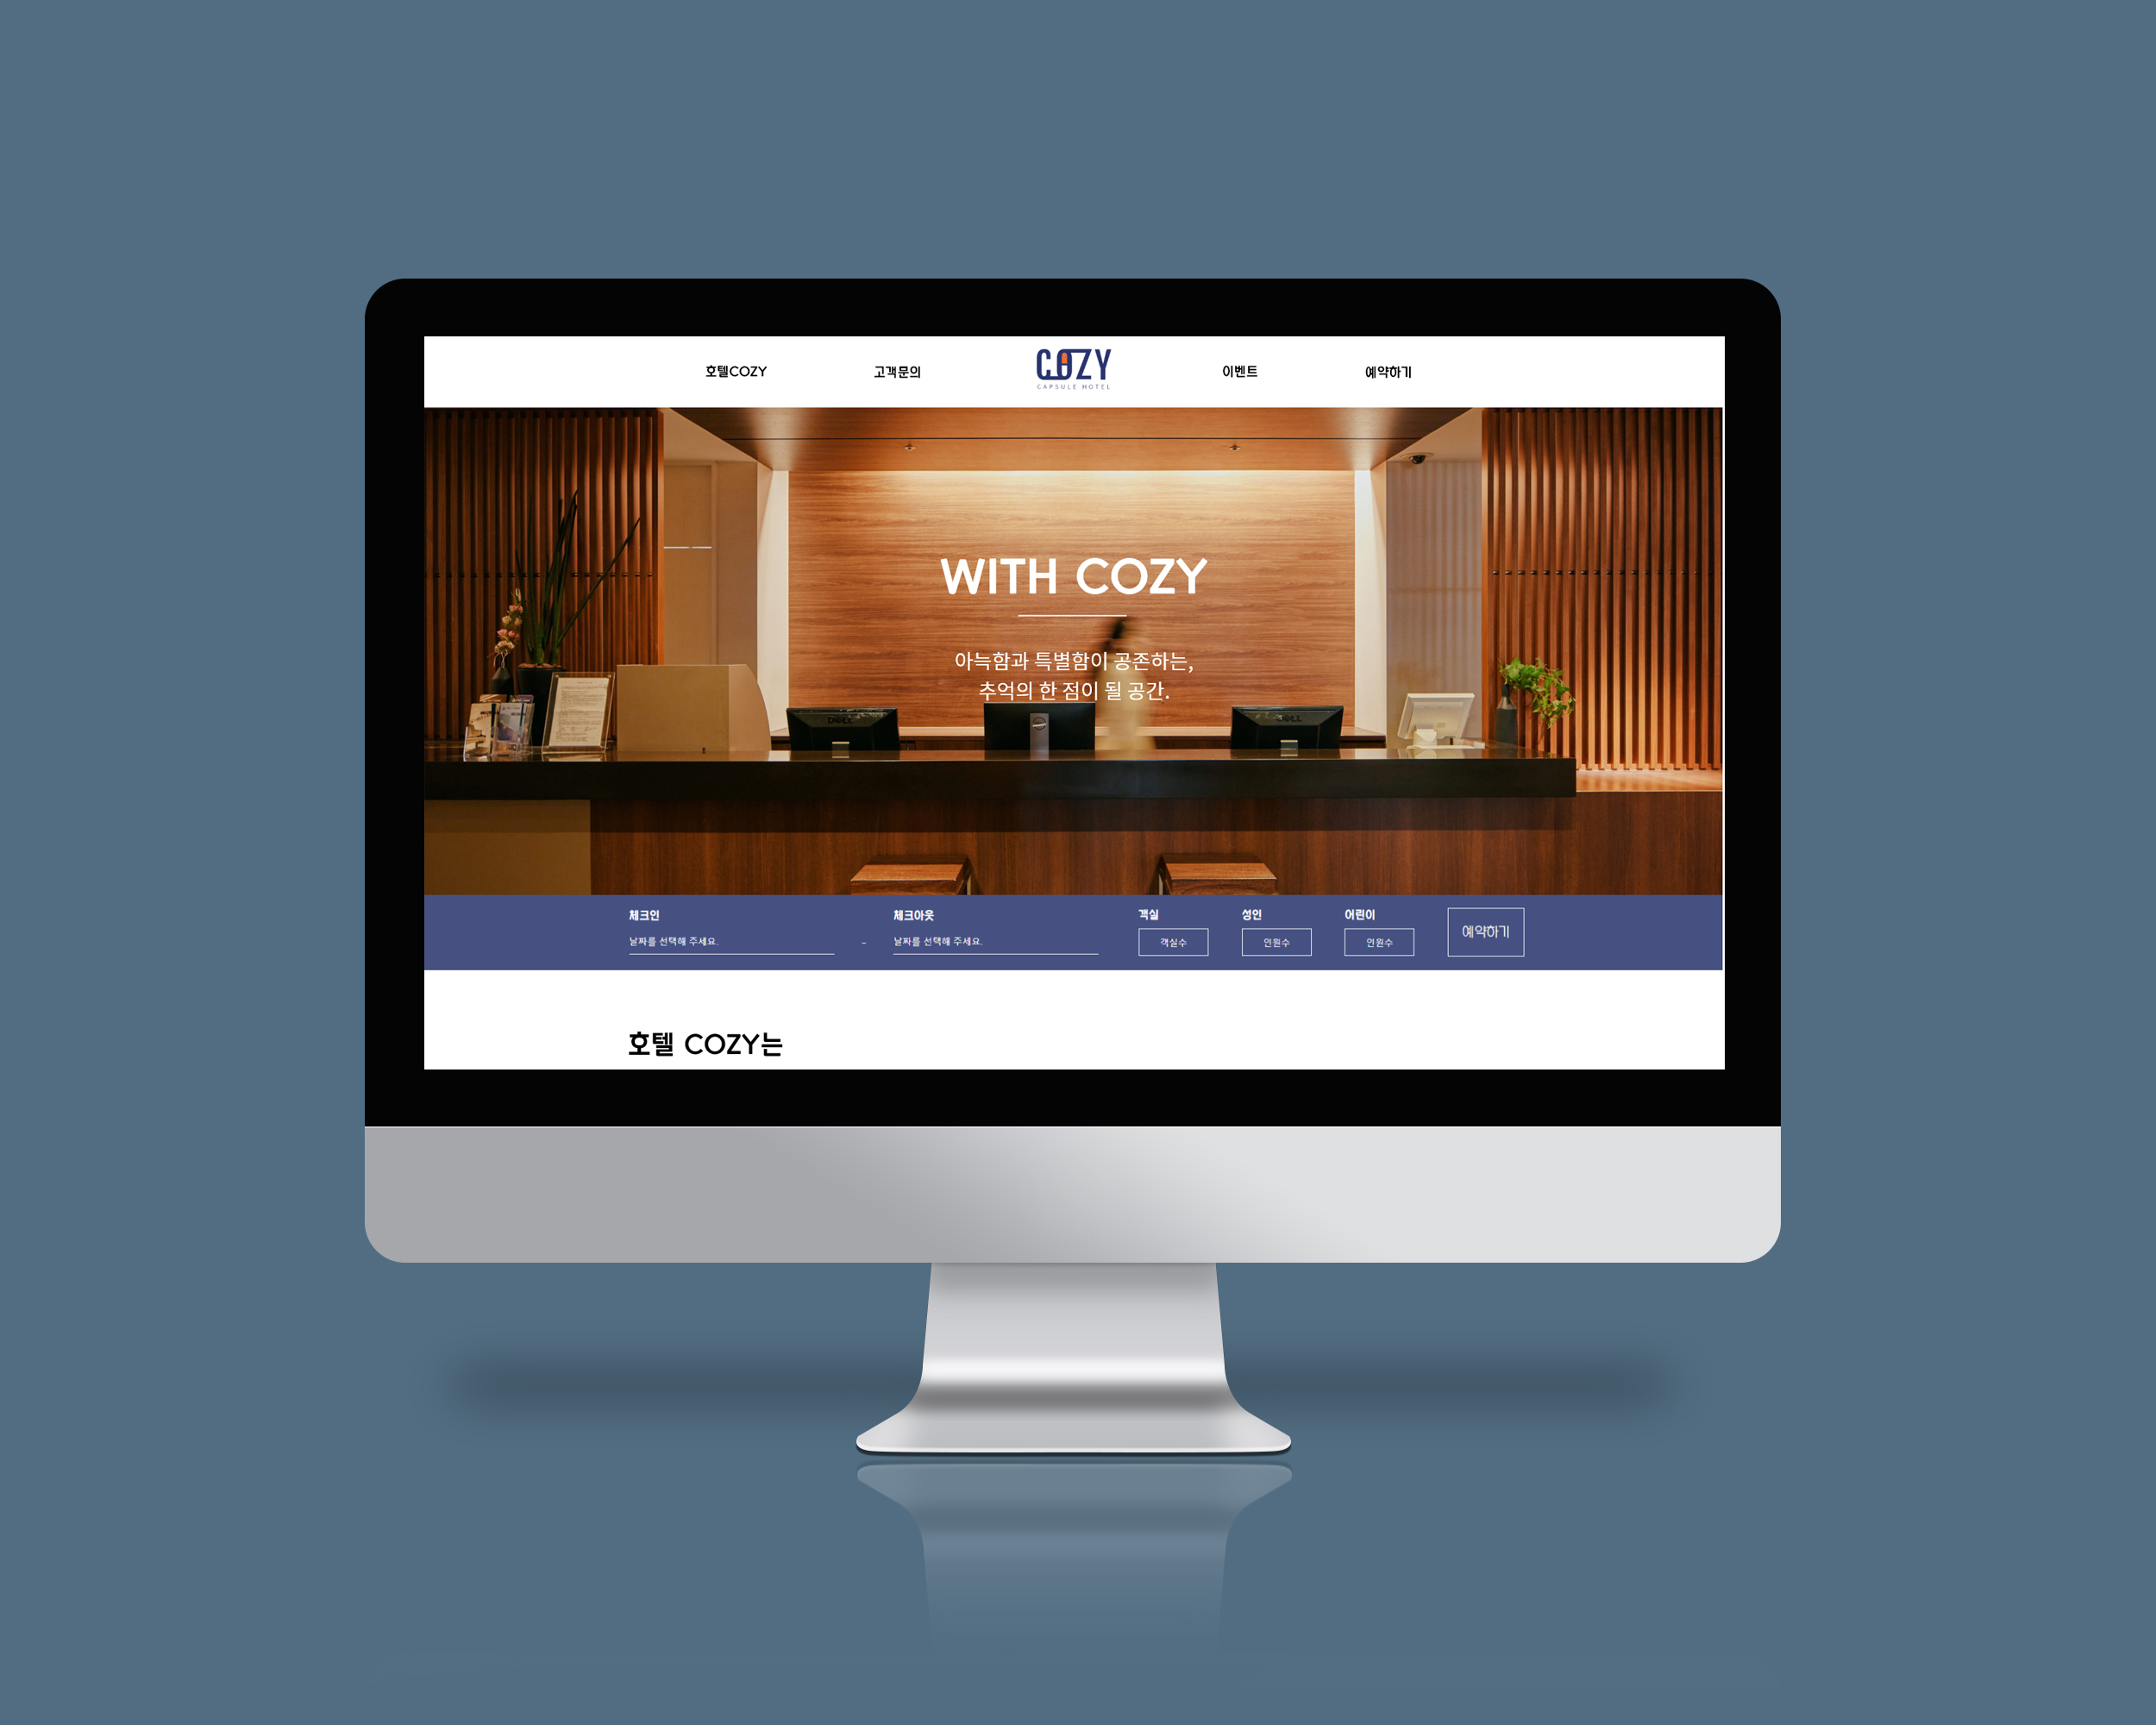 호텔COZY
고객문의
COZY
CAPSULE HOTEL
이벤트
예약하기
WITH COZY
아늑함과 특별함이 공존하는,
추억의 한 점이 될 공간.
DELL
DELL
체크인
체크아웃
객실
성인
어린이
예약하기
날짜를 선택해 주세요.
-
날짜를 선택해 주세요.
객실수
인원수
인원수
호텔 COZY는